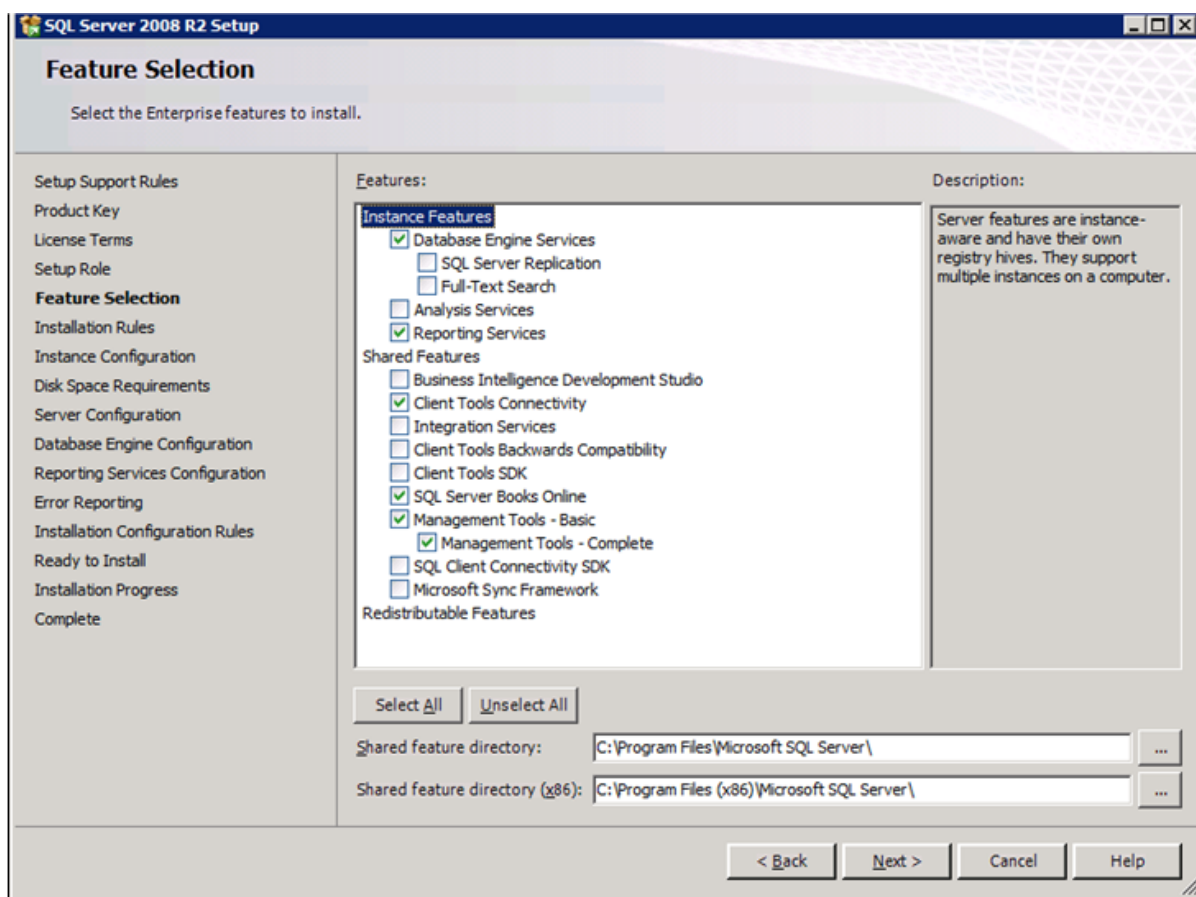 SQL Server 2008 R2 Setup
Feature Selection
Select the Enterprise features to install.
Setup Support Rules
Product Key
License Terms
Setup Role
Feature Selection
Installation Rules
Instance Configuration
Disk Space Requirements
Server Configuration
Database Engine Configuration
Reporting Services Configuration
Error Reporting
Installation Configuration Rules
Ready to Install
Installation Progress
Complete
Features:
Instance Features
Database Engine Services
SQL Server Replication
Full-Text Search
Analysis Services
Reporting Services
Shared Features
Business Intelligence Development Studio
Client Tools Connectivity
Integration Services
Client Tools Backwards Compatibility
Client Tools SDK
SQL Server Books Online
Management Tools - Basic
Management Tools - Complete
SQL Client Connectivity SDK
Microsoft Sync Framework
Redistributable Features
Description:
Server features are instance-
aware and have their own
registry hives. They support
multiple instances on a computer.
Select All
Unselect All
Shared feature directory:
C:\Program Files\Microsoft SQL Server\
...
Shared feature directory (x86):
C:\Program Files (x86)\Microsoft SQL Server\
...
< Back
Next >
Cancel
Help